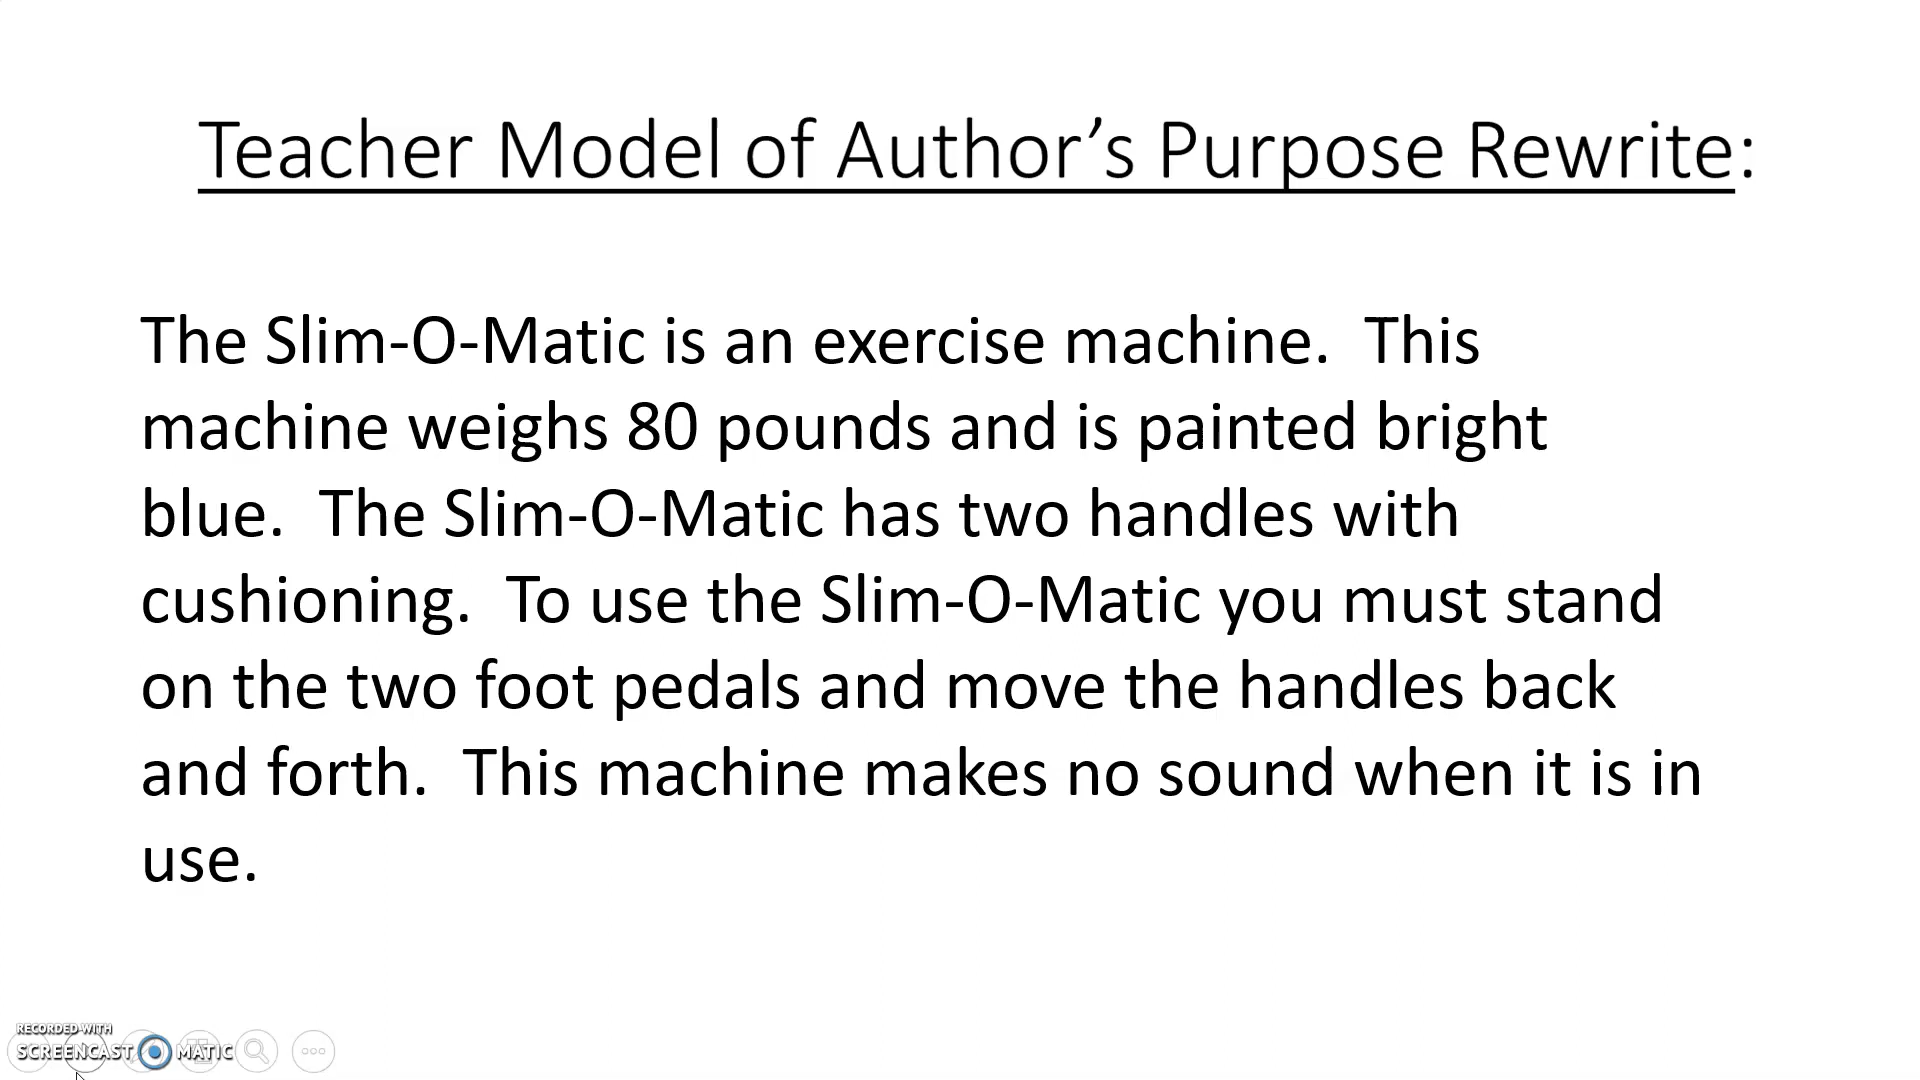 Teacher Model of Author’s Purpose Rewrite:
The Slim-O-Matic is an exercise machine.  This
machine weighs 80 pounds and is painted bright
blue.  The Slim-O-Matic has two handles with
cushioning.  To use the Slim-O-Matic you must stand
on the two foot pedals and move the handles back
and forth.  This machine makes no sound when it is in
use.
RECORDED WITH
SCREENCAST MATIC